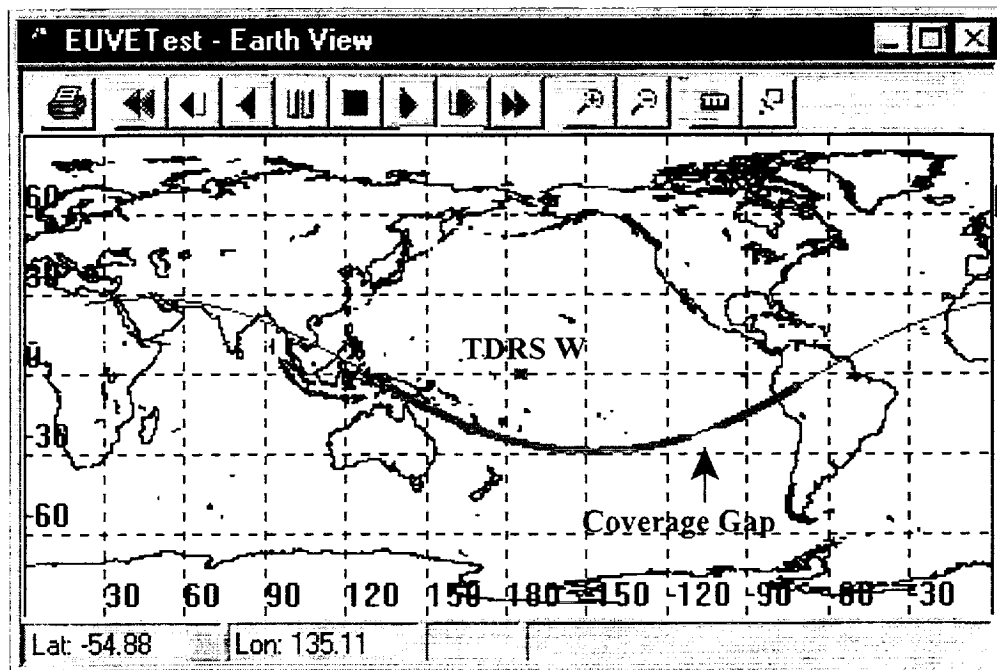 EUVETest - Earth View
60
30
0
TDRS W
-30
-60
Coverage Gap
30 60 90 120 150 -180 -150 -120 -90 -60 -30
Lat: -54.88 Lon: 135.11